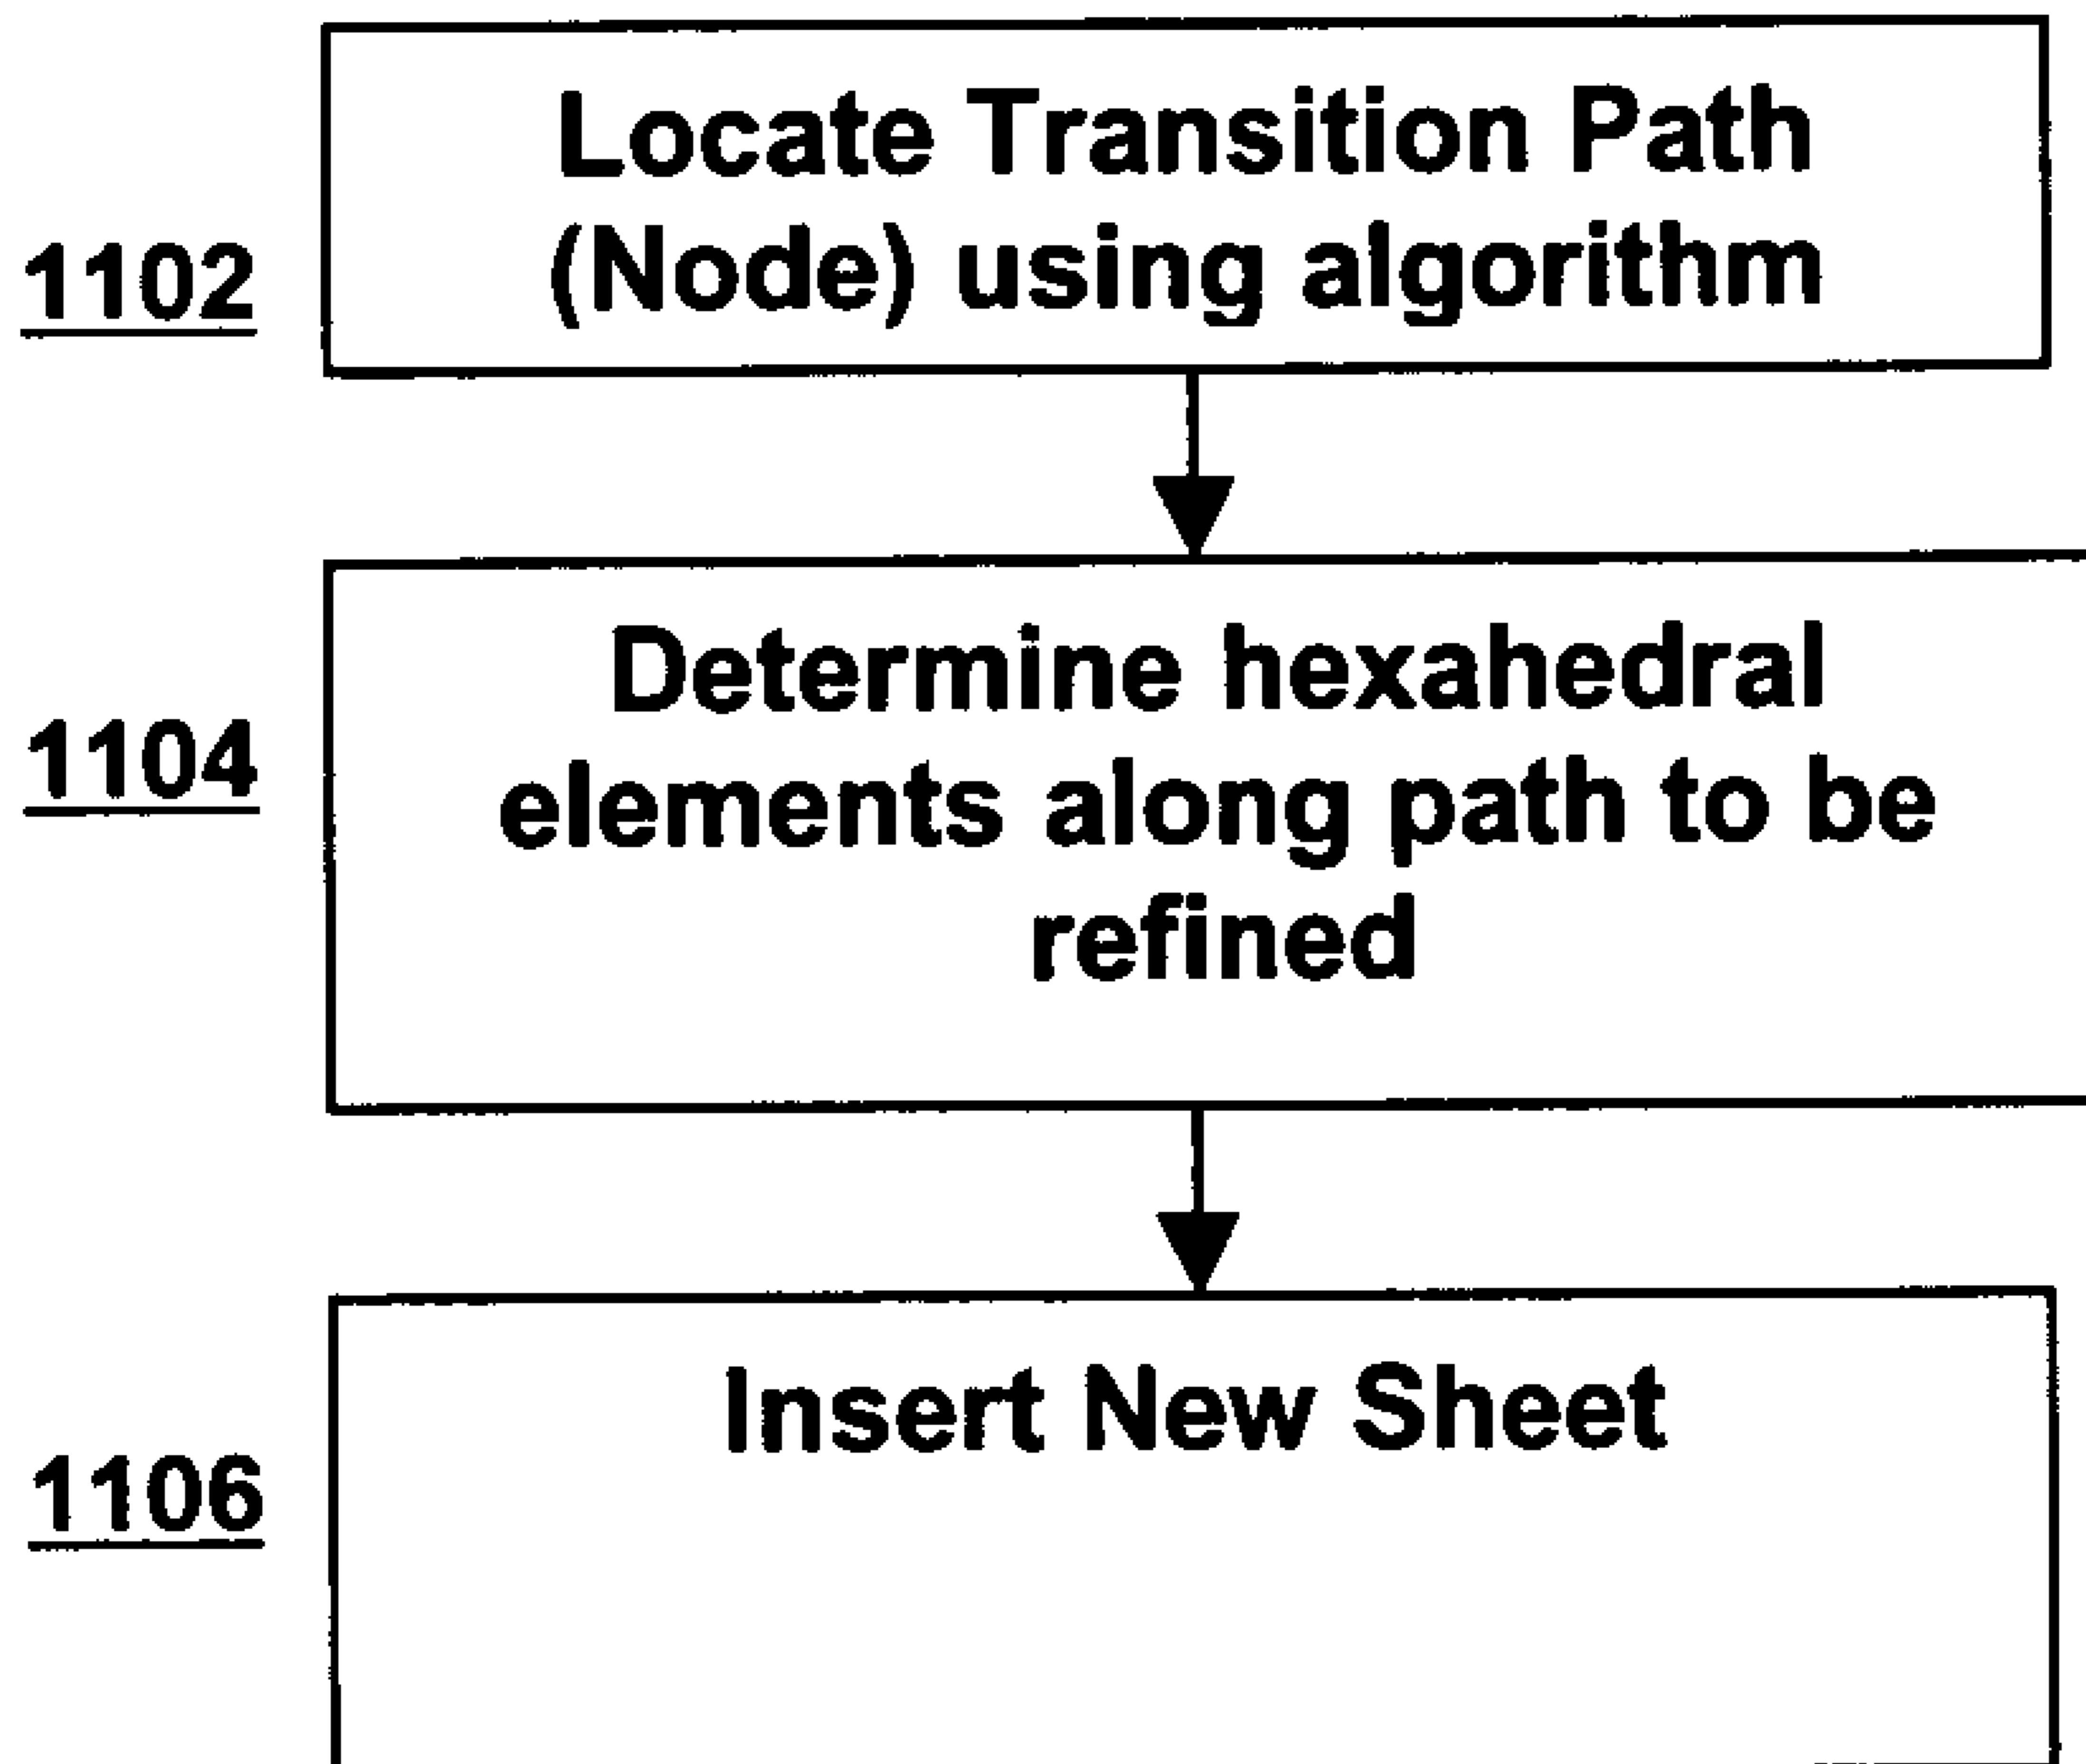 Locate Transition Path
(Node) using algorithm
1102
Determine hexahedral
elements along path to be
refined
1104
Insert New Sheet
1106